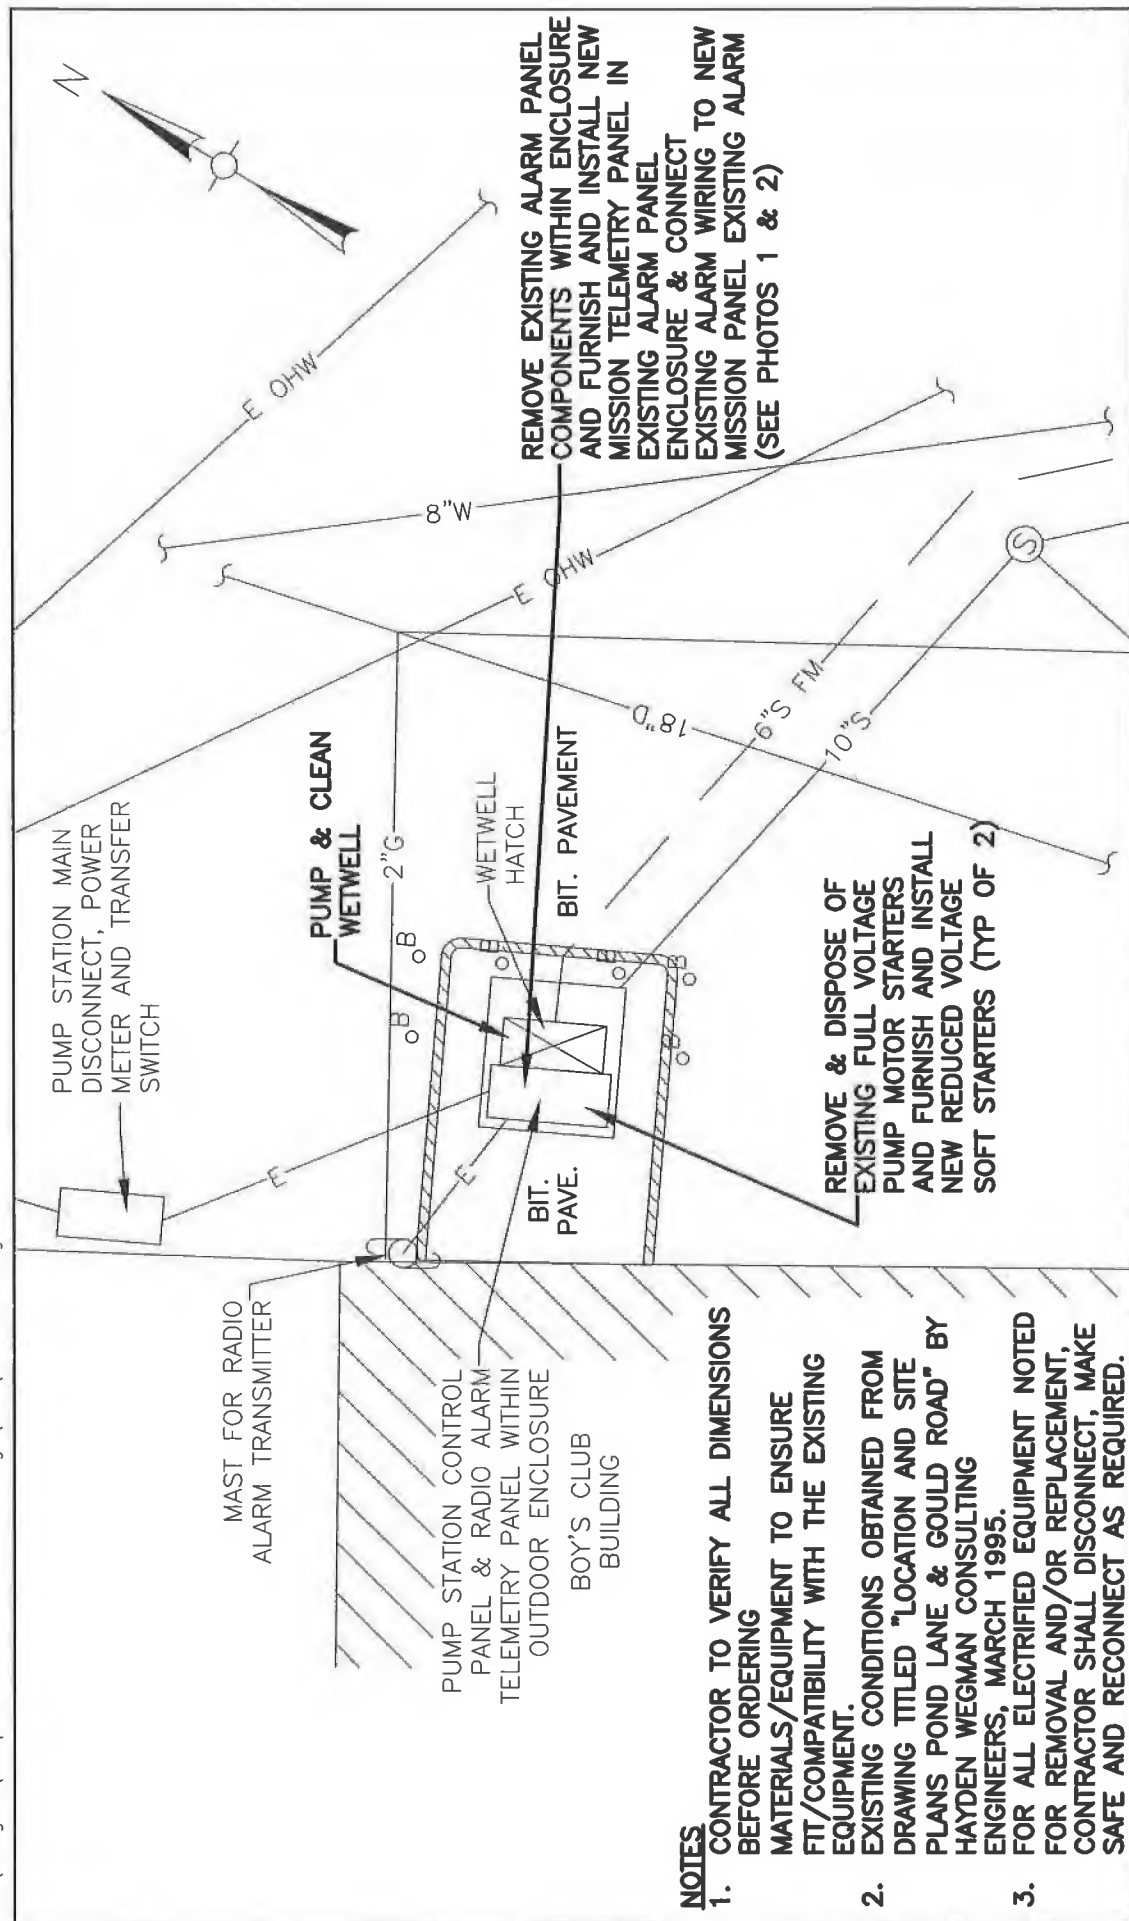 N
PUMP STATION MAIN
DISCONNECT, POWER
METER AND TRANSFER
SWITCH
E OHW
REMOVE EXISTING ALARM PANEL
COMPONENTS WITHIN ENCLOSURE
AND FURNISH AND INSTALL NEW
MISSION TELEMETRY PANEL IN
EXISTING ALARM PANEL
ENCLOSURE & CONNECT
EXISTING ALARM WIRING TO NEW
MISSION PANEL EXISTING ALARM
(SEE PHOTOS 1 & 2)
MAST FOR RADIO
ALARM TRANSMITTER
E
PUMP & CLEAN
WETWELL
2"G
8"W
E OHW
B
B
WETWELL
HATCH
BIT. PAVEMENT
E
BIT.
PAVE.
B
B
B
B
PUMP STATION CONTROL
PANEL & RADIO ALARM
TELEMETRY PANEL WITHIN
OUTDOOR ENCLOSURE
BOY'S CLUB
BUILDING
18"D
6"S FM
10"S
S
REMOVE & DISPOSE OF
EXISTING FULL VOLTAGE
PUMP MOTOR STARTERS
AND FURNISH AND INSTALL
NEW REDUCED VOLTAGE
SOFT STARTERS (TYP OF 2)
NOTES
1. CONTRACTOR TO VERIFY ALL DIMENSIONS
BEFORE ORDERING
MATERIALS/EQUIPMENT TO ENSURE
FIT/COMPATIBILITY WITH THE EXISTING
EQUIPMENT.
2. EXISTING CONDITIONS OBTAINED FROM
DRAWING TITLED "LOCATION AND SITE
PLANS POND LANE & GOULD ROAD" BY
HAYDEN WEGMAN CONSULTING
ENGINEERS, MARCH 1995.
3. FOR ALL ELECTRIFIED EQUIPMENT NOTED
FOR REMOVAL AND/OR REPLACEMENT,
CONTRACTOR SHALL DISCONNECT, MAKE
SAFE AND RECONNECT AS REQUIRED.